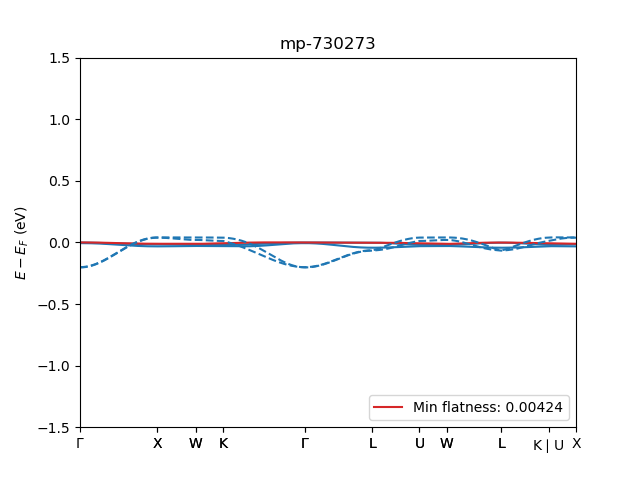 mp-730273
E − E_F (eV)
1.5
1.0
0.5
0.0
−0.5
−1.0
−1.5
Min flatness: 0.00424
Γ X W K Γ L U W L K | U X